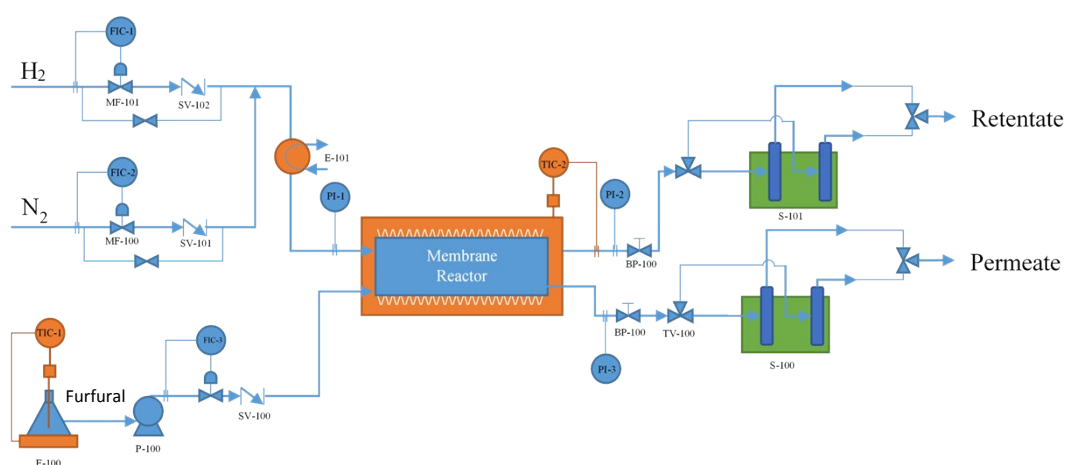 FIC-1
H2
MF-101
SV-102
E-101
FIC-2
N2
MF-100
SV-101
PI-1
TIC-2
PI-2
BP-100
Membrane
Reactor
S-101
Retentate
BP-100
TV-100
PI-3
S-100
Permeate
TIC-1
Furfural
E-100
P-100
FIC-3
SV-100